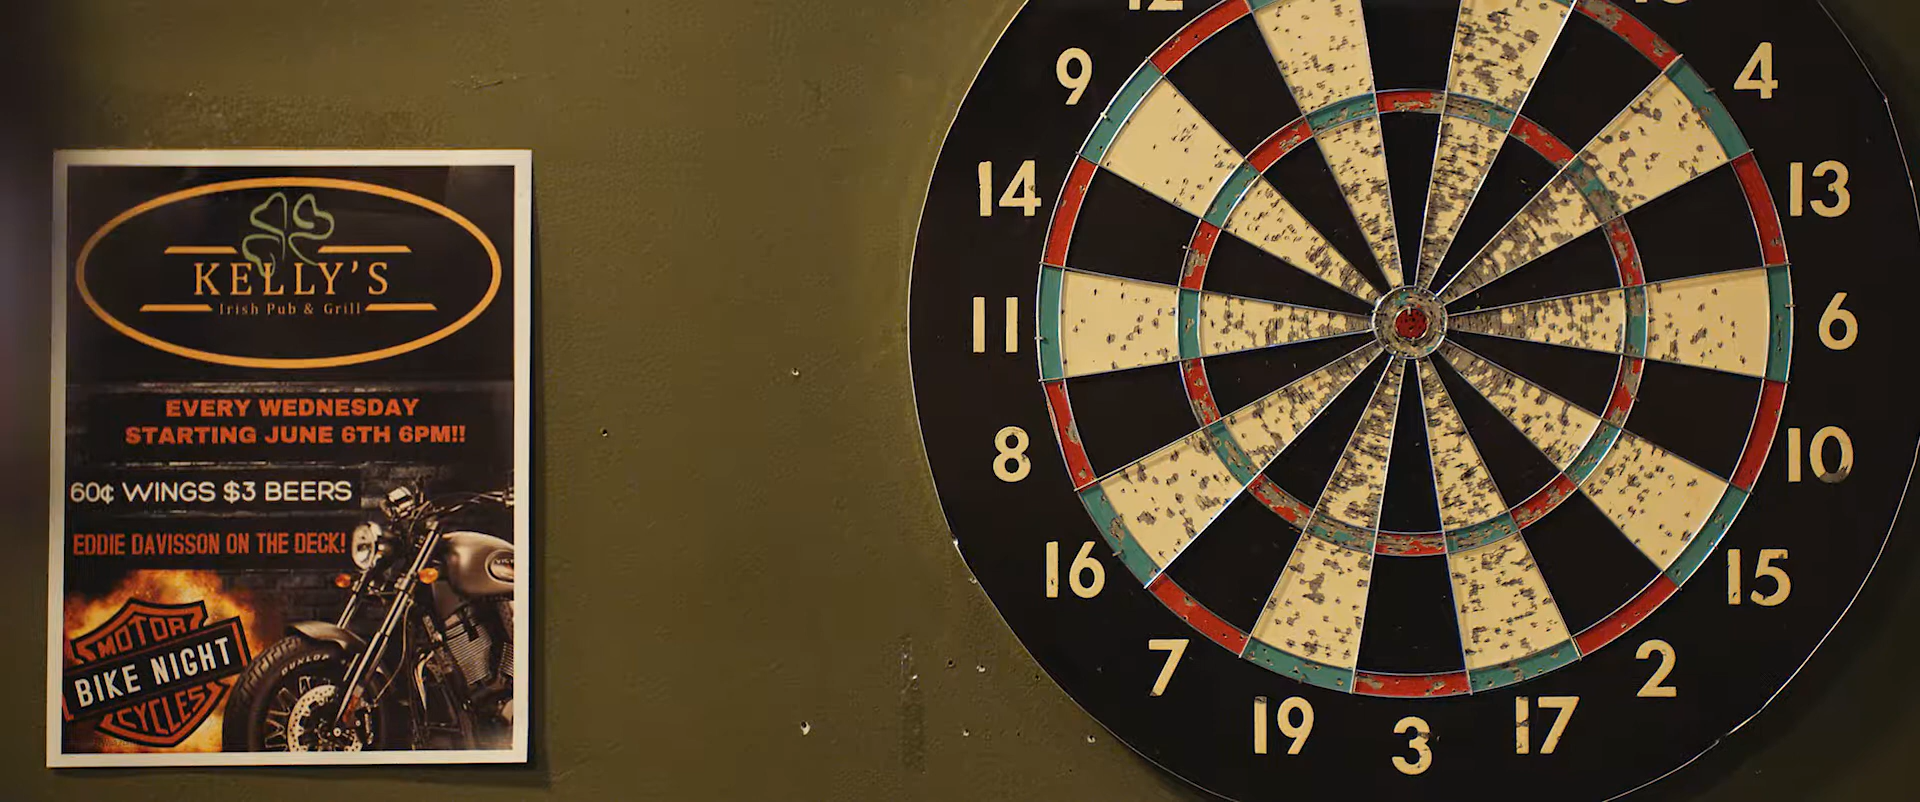 KELLY'S
Irish Pub & Grill
EVERY WEDNESDAY
STARTING JUNE 6TH 6PM!!
60¢ WINGS $3 BEERS
EDDIE DAVISSON ON THE DECK!
MOTOR
BIKE NIGHT
CYCLES
DUNLOP
12
9
14
11
8
16
7
19
3
17
2
15
10
6
13
4